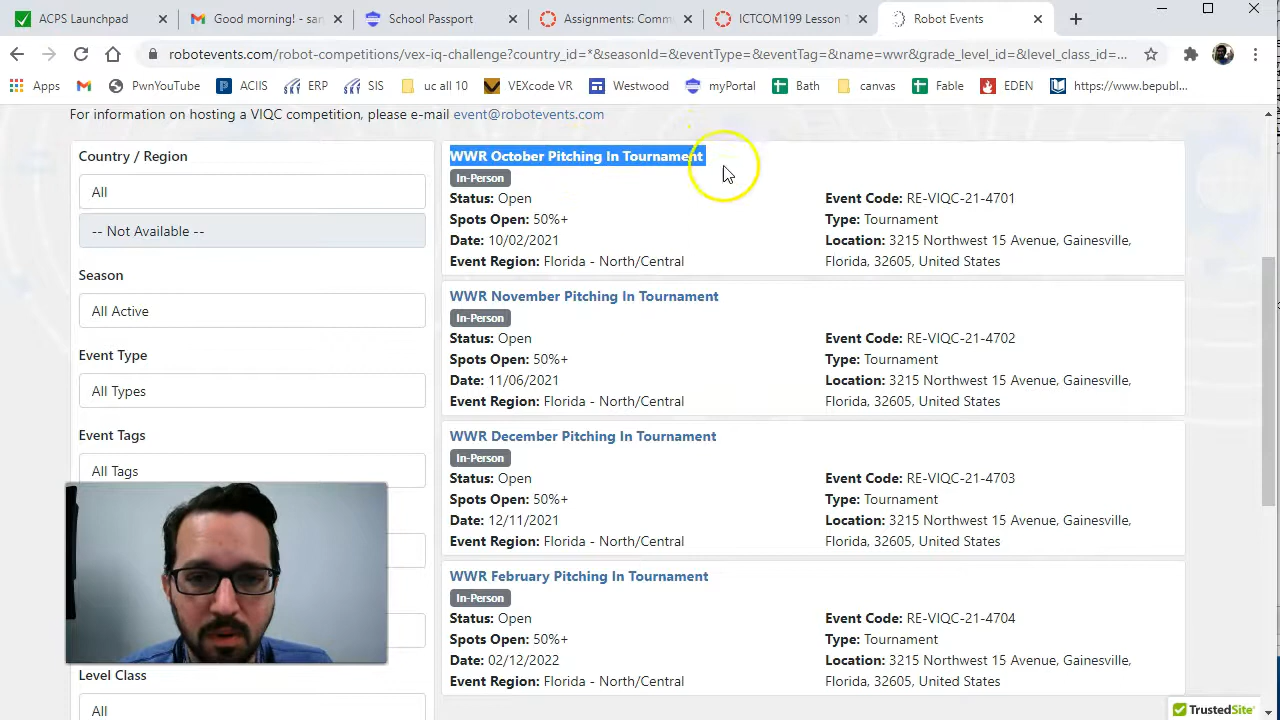 ACPS Launchpad
Good morning! - sar
School Passport
Assignments: Comm
ICTCOM199 Lesson
Robot Events
robotevents.com/robot-competitions/vex-iq-challenge?country_id=*&seasonId=&eventType=&eventTag=&name=wwr&grade_level_id=&level_class_id=...
Apps
PwnYouTube
ACIIS
ERP
SIS
vc all 10
VEXcode VR
Westwood
myPortal
Bath
canvas
Fable
EDEN
https://www.bepubl...
For information on hosting a VIQC competition, please e-mail event@robotevents.com
Country / Region
All
-- Not Available --
Season
All Active
Event Type
All Types
Event Tags
All Tags
Level Class
All
WWR October Pitching In Tournament
In-Person
Status: Open
Spots Open: 50%+
Date: 10/02/2021
Event Region: Florida - North/Central
Event Code: RE-VIQC-21-4701
Type: Tournament
Location: 3215 Northwest 15 Avenue, Gainesville,
Florida, 32605, United States
WWR November Pitching In Tournament
In-Person
Status: Open
Spots Open: 50%+
Date: 11/06/2021
Event Region: Florida - North/Central
Event Code: RE-VIQC-21-4702
Type: Tournament
Location: 3215 Northwest 15 Avenue, Gainesville,
Florida, 32605, United States
WWR December Pitching In Tournament
In-Person
Status: Open
Spots Open: 50%+
Date: 12/11/2021
Event Region: Florida - North/Central
Event Code: RE-VIQC-21-4703
Type: Tournament
Location: 3215 Northwest 15 Avenue, Gainesville,
Florida, 32605, United States
WWR February Pitching In Tournament
In-Person
Status: Open
Spots Open: 50%+
Date: 02/12/2022
Event Region: Florida - North/Central
Event Code: RE-VIQC-21-4704
Type: Tournament
Location: 3215 Northwest 15 Avenue, Gainesville,
Florida, 32605, United States
TrustedSite